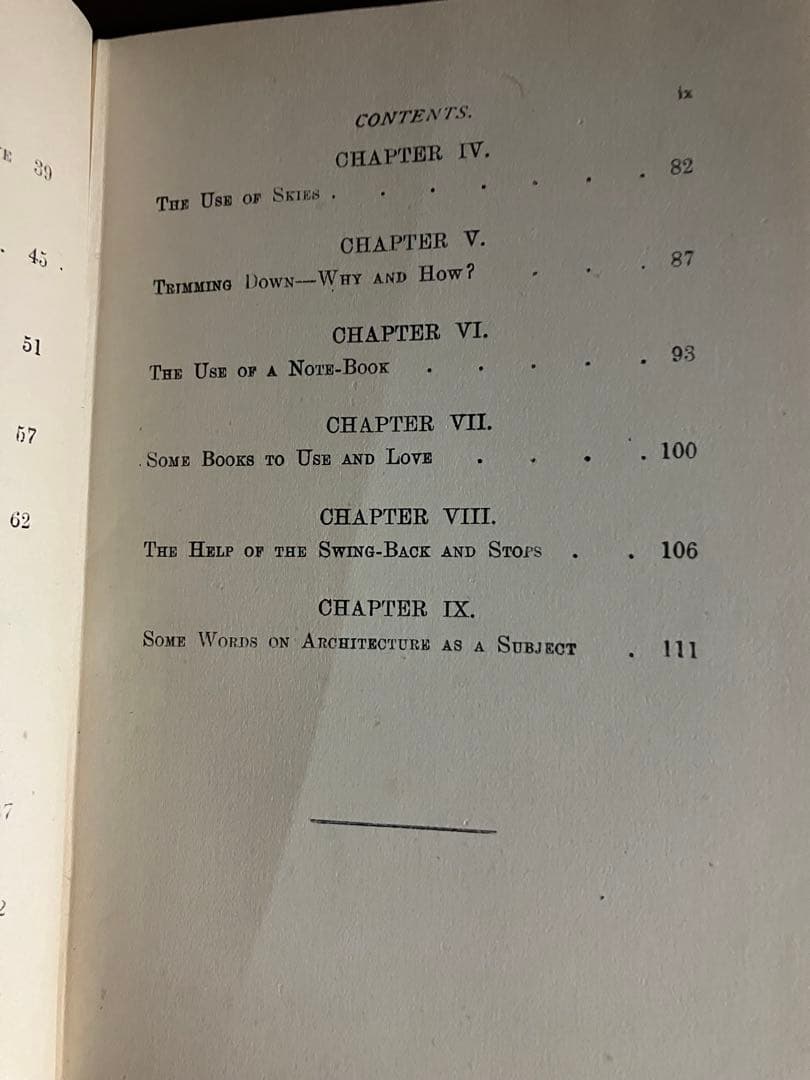 39
45
51
57
62
ix
CONTENTS.
CHAPTER IV.
THE USE OF SKIES . . . . . . . 82
CHAPTER V.
TRIMMING DOWN—WHY AND HOW? . . . 87
CHAPTER VI.
THE USE OF A NOTE-BOOK . . . . . 93
CHAPTER VII.
SOME BOOKS TO USE AND LOVE . . . . 100
CHAPTER VIII.
THE HELP OF THE SWING-BACK AND STOPS . . 106
CHAPTER IX.
SOME WORDS ON ARCHITECTURE AS A SUBJECT . 111